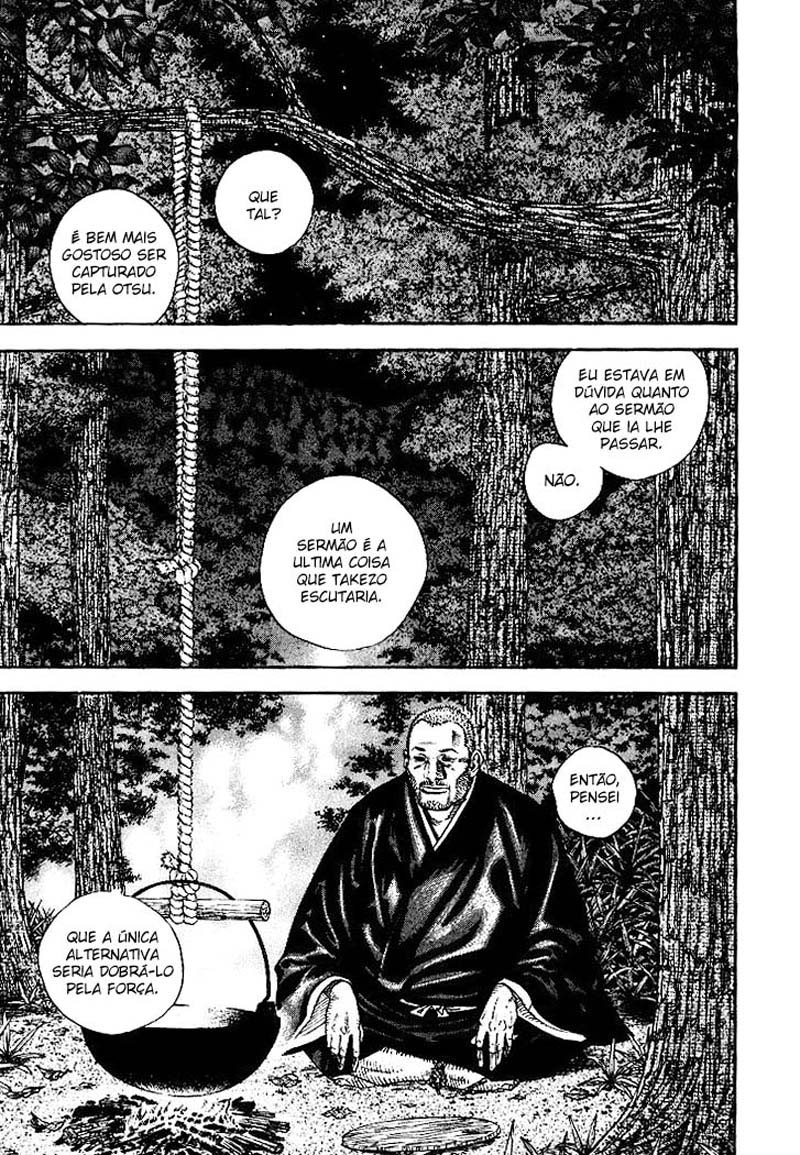 QUE
TAL?
É BEM MAIS
GOSTOSO SER
CAPTURADO
PELA OTSU.
EU ESTAVA EM
DÚVIDA QUANTO
AO SERMÃO
QUE IA LHE
PASSAR.
NÃO.
UM
SERMÃO É A
ULTIMA COISA
QUE TAKEZO
ESCUTARIA.
ENTÃO,
PENSEI
...
QUE A ÚNICA
ALTERNATIVA
SERIA DOBRÁ-LO
PELA FORÇA.